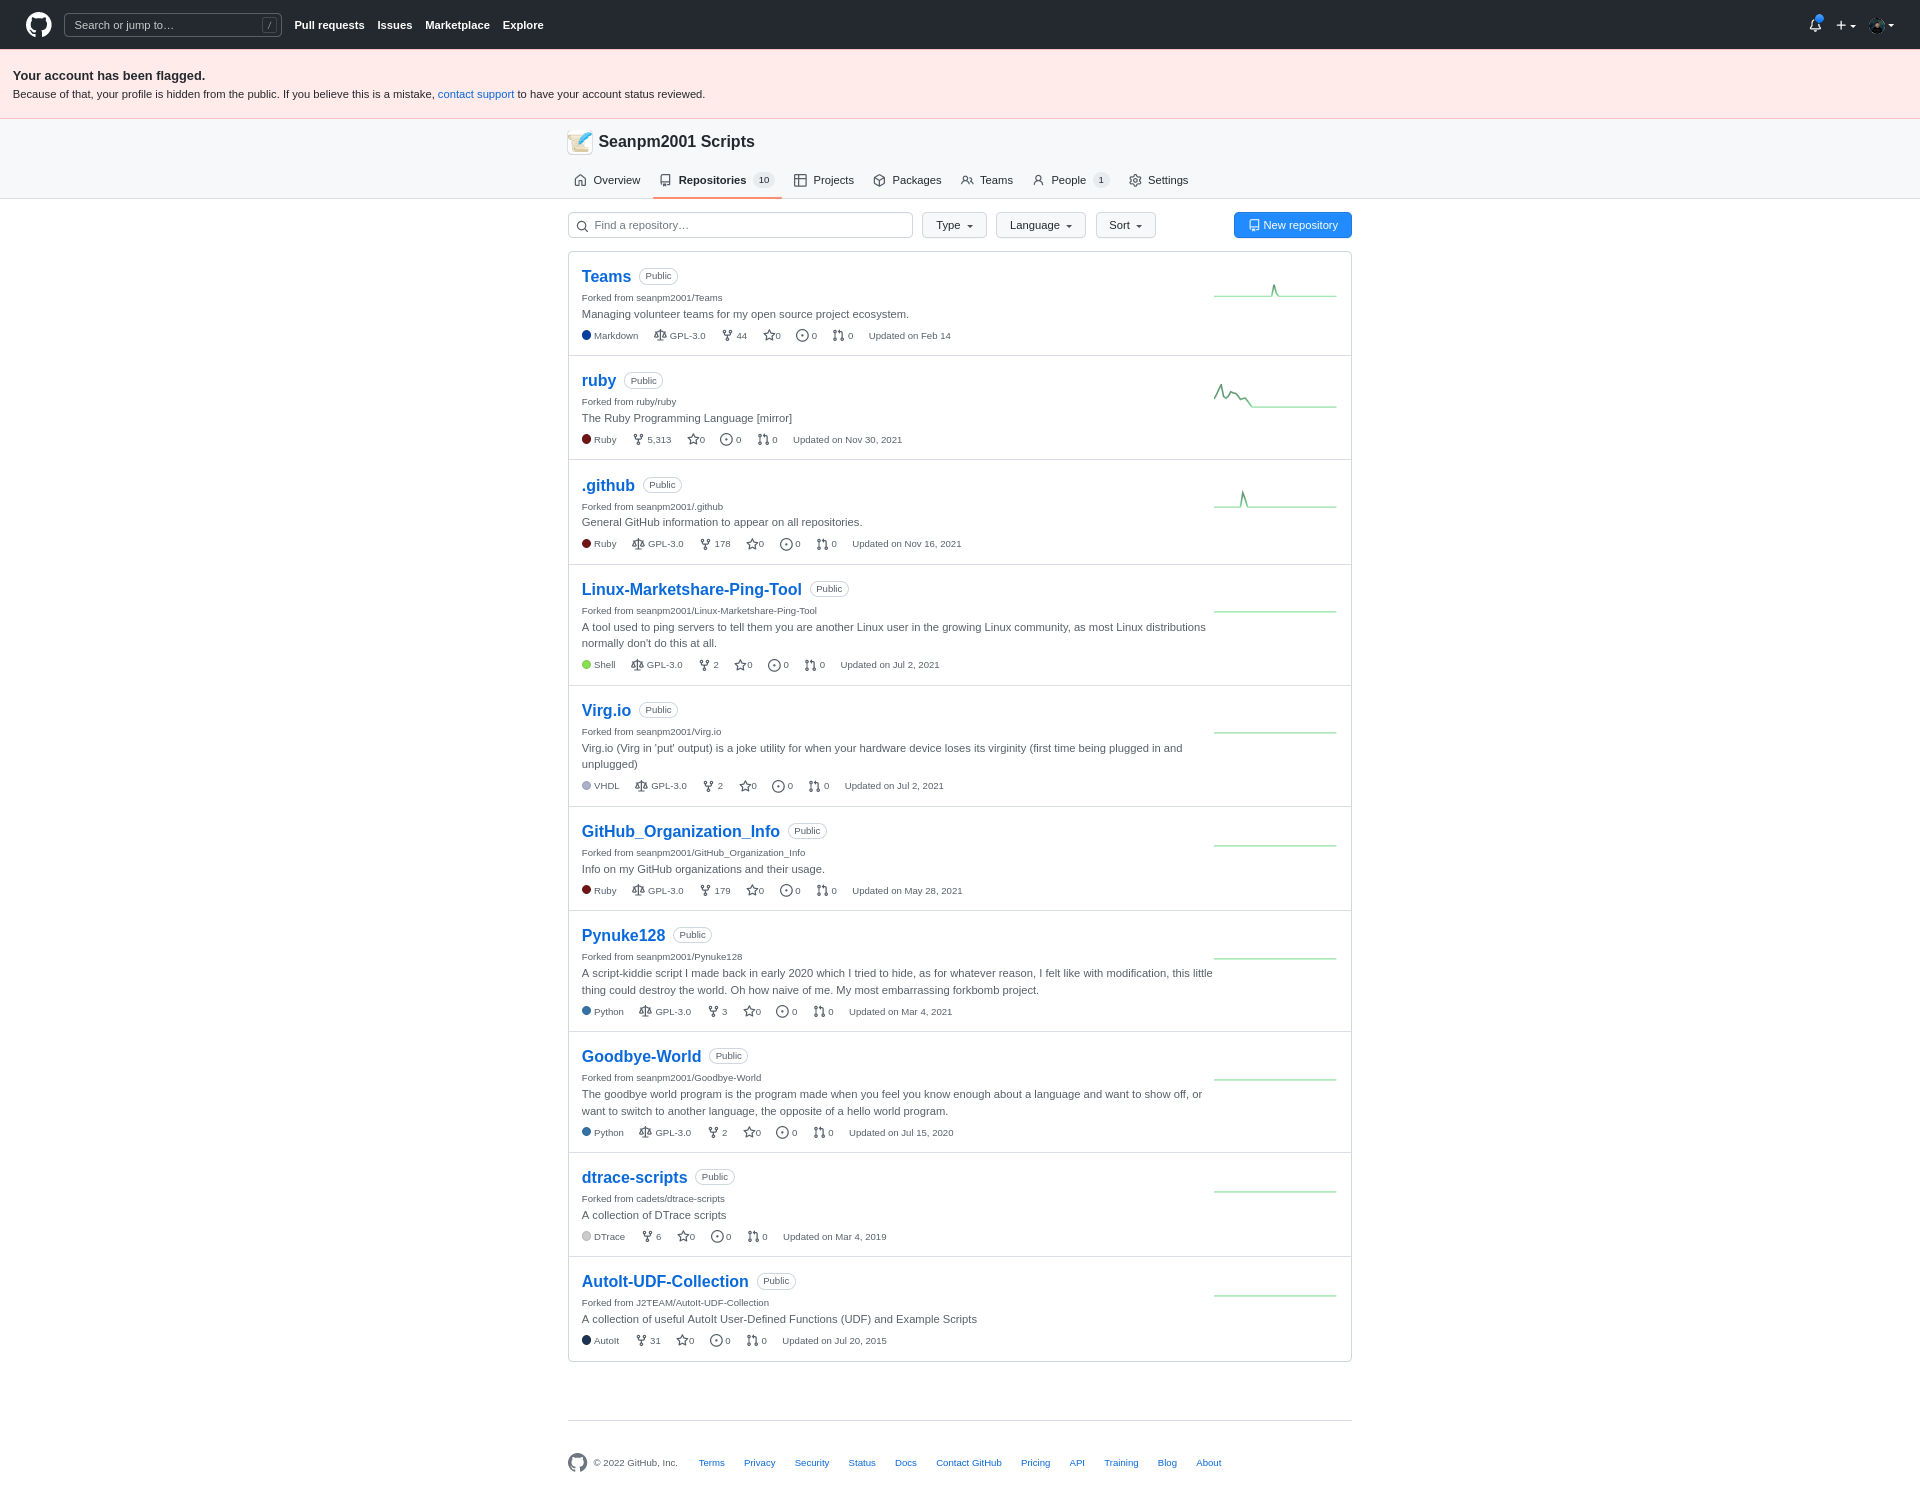 Search or jump to… /
Pull requests Issues Marketplace Explore
Your account has been flagged.
Because of that, your profile is hidden from the public. If you believe this is a mistake, contact support to have your account status reviewed.
Seanpm2001 Scripts
Overview Repositories 10 Projects Packages Teams People 1 Settings
Find a repository… Type Language Sort New repository
Teams Public
Forked from seanpm2001/Teams
Managing volunteer teams for my open source project ecosystem.
Markdown GPL-3.0 44 0 0 0 Updated on Feb 14
ruby Public
Forked from ruby/ruby
The Ruby Programming Language [mirror]
Ruby 5,313 0 0 0 Updated on Nov 30, 2021
.github Public
Forked from seanpm2001/.github
General GitHub information to appear on all repositories.
Ruby GPL-3.0 178 0 0 0 Updated on Nov 16, 2021
Linux-Marketshare-Ping-Tool Public
Forked from seanpm2001/Linux-Marketshare-Ping-Tool
A tool used to ping servers to tell them you are another Linux user in the growing Linux community, as most Linux distributions
normally don't do this at all.
Shell GPL-3.0 2 0 0 0 Updated on Jul 2, 2021
Virg.io Public
Forked from seanpm2001/Virg.io
Virg.io (Virg in 'put' output) is a joke utility for when your hardware device loses its virginity (first time being plugged in and
unplugged)
VHDL GPL-3.0 2 0 0 0 Updated on Jul 2, 2021
GitHub_Organization_Info Public
Forked from seanpm2001/GitHub_Organization_Info
Info on my GitHub organizations and their usage.
Ruby GPL-3.0 179 0 0 0 Updated on May 28, 2021
Pynuke128 Public
Forked from seanpm2001/Pynuke128
A script-kiddie script I made back in early 2020 which I tried to hide, as for whatever reason, I felt like with modification, this little
thing could destroy the world. Oh how naive of me. My most embarrassing forkbomb project.
Python GPL-3.0 3 0 0 0 Updated on Mar 4, 2021
Goodbye-World Public
Forked from seanpm2001/Goodbye-World
The goodbye world program is the program made when you feel you know enough about a language and want to show off, or
want to switch to another language, the opposite of a hello world program.
Python GPL-3.0 2 0 0 0 Updated on Jul 15, 2020
dtrace-scripts Public
Forked from cadets/dtrace-scripts
A collection of DTrace scripts
DTrace 6 0 0 0 Updated on Mar 4, 2019
AutoIt-UDF-Collection Public
Forked from J2TEAM/AutoIt-UDF-Collection
A collection of useful AutoIt User-Defined Functions (UDF) and Example Scripts
AutoIt 31 0 0 0 Updated on Jul 20, 2015
© 2022 GitHub, Inc. Terms Privacy Security Status Docs Contact GitHub Pricing API Training Blog About